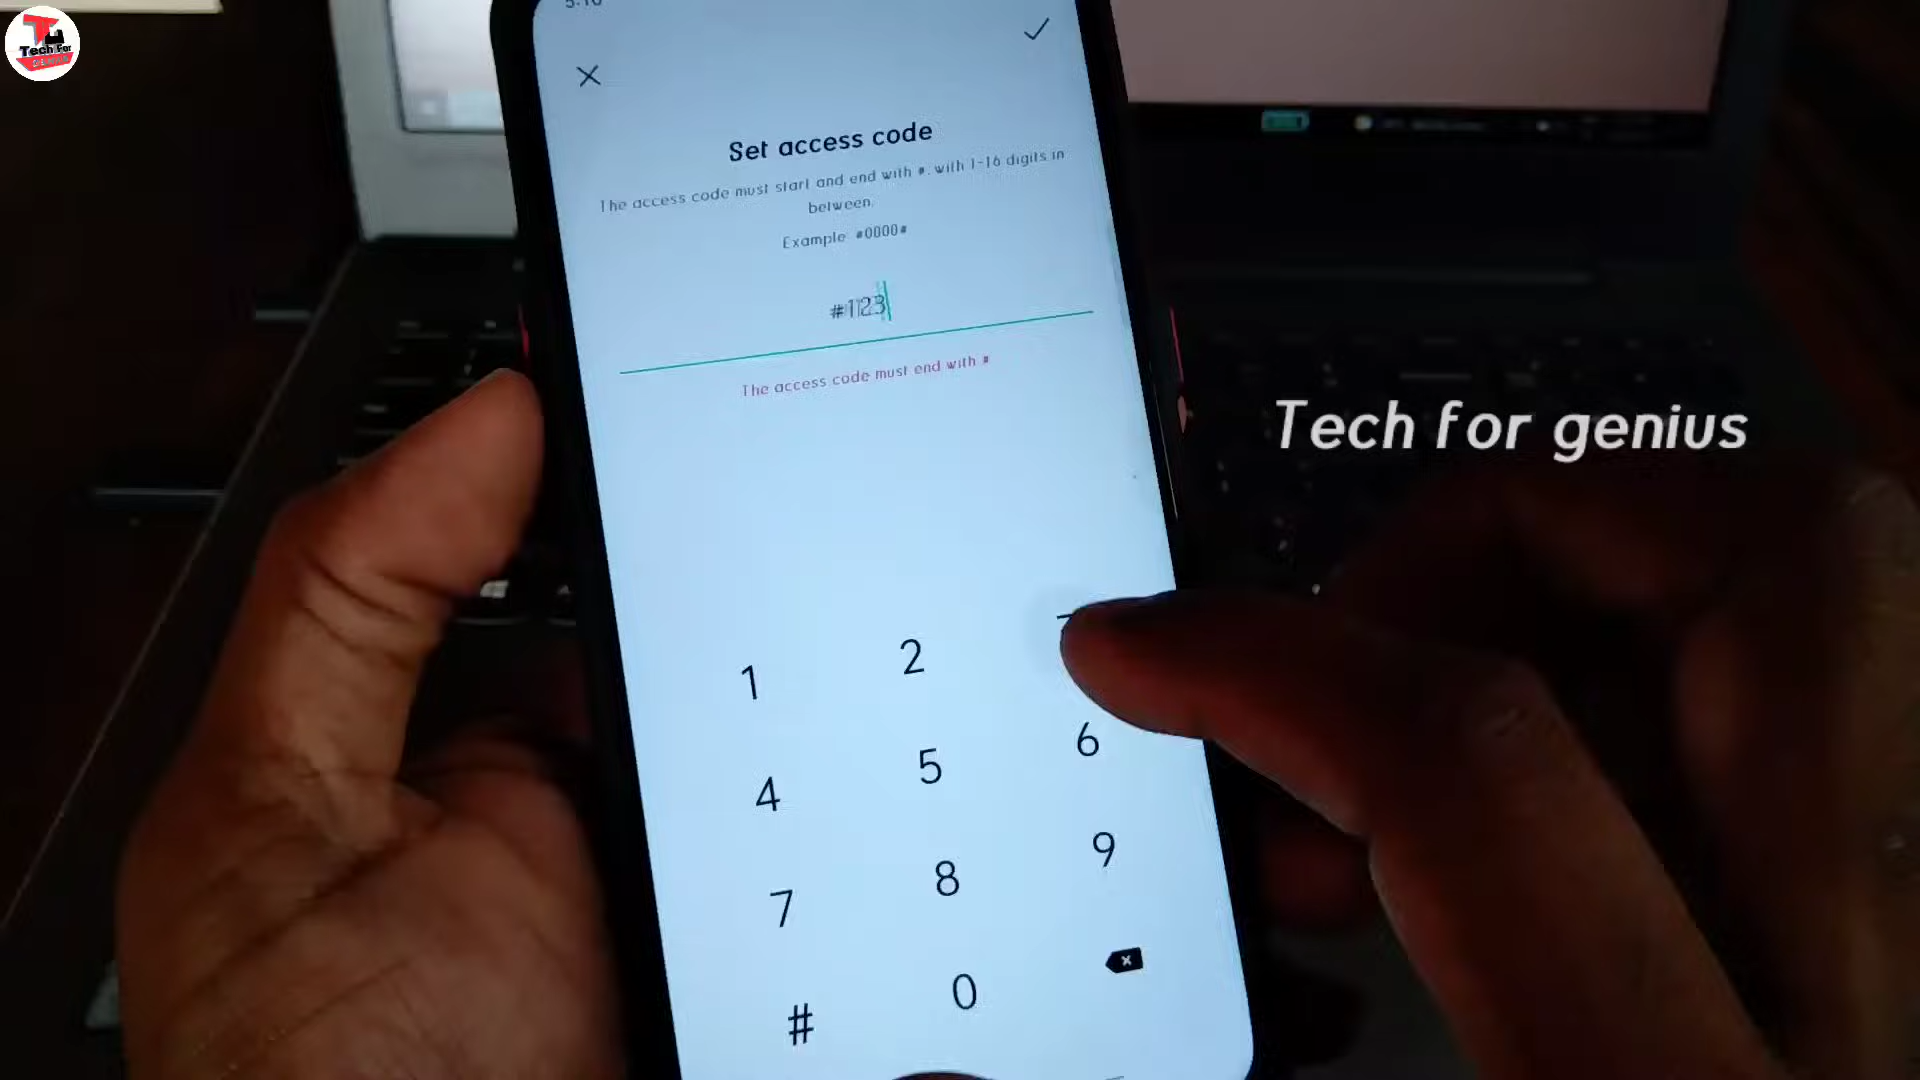 Tech For
Set access code
The access code must start and end with #, with 1-16 digits in
between.
Example: #0000#
#123
The access code must end with #
Tech for genius
1
2
4
5
6
7
8
9
#
0